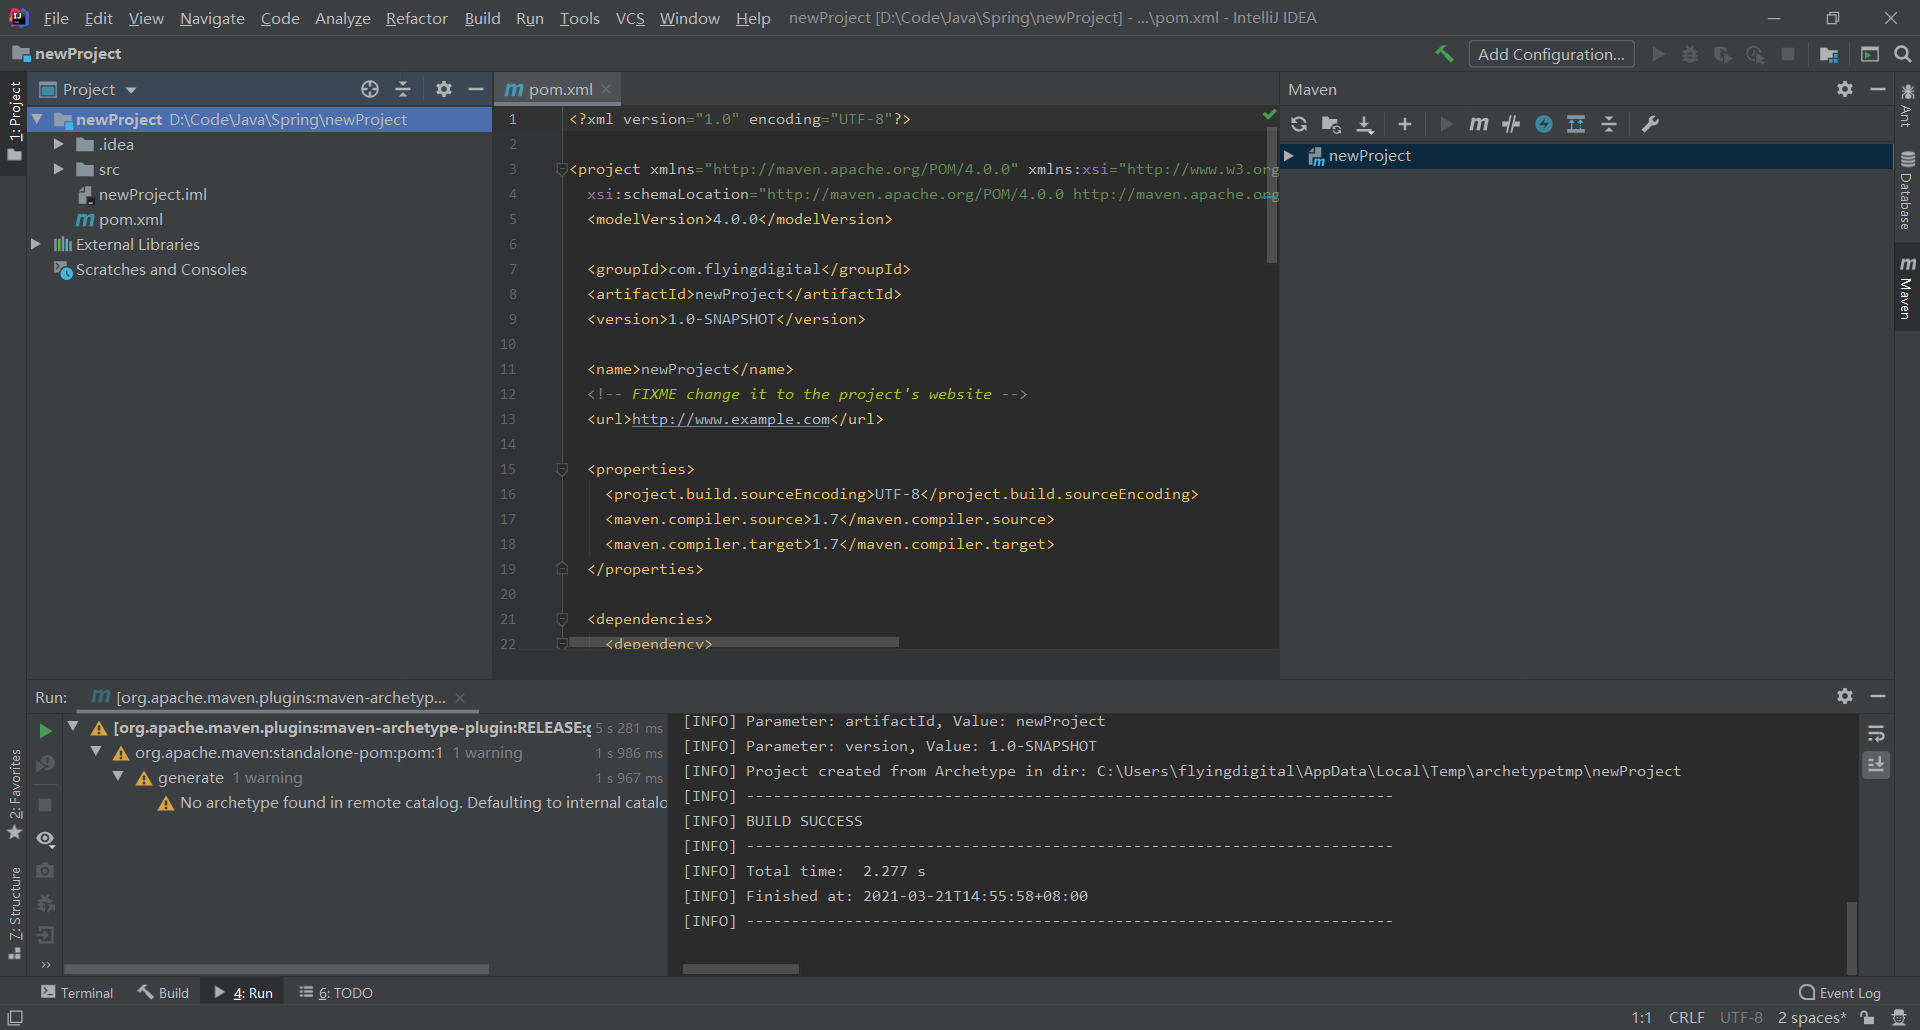 File Edit View Navigate Code Analyze Refactor Build Run Tools VCS Window Help newProject [D:\Code\Java\Spring\newProject] - ...\pom.xml - IntelliJ IDEA
newProject
Add Configuration...
1: Project
Project
newProject D:\Code\Java\Spring\newProject
.idea
src
newProject.iml
pom.xml
External Libraries
Scratches and Consoles
pom.xml
1 <?xml version="1.0" encoding="UTF-8"?>
2
3 <project xmlns="http://maven.apache.org/POM/4.0.0" xmlns:xsi="http://www.w3.org
4 xsi:schemaLocation="http://maven.apache.org/POM/4.0.0 http://maven.apache.org
5 <modelVersion>4.0.0</modelVersion>
6
7 <groupId>com.flyingdigital</groupId>
8 <artifactId>newProject</artifactId>
9 <version>1.0-SNAPSHOT</version>
10
11 <name>newProject</name>
12 <!-- FIXME change it to the project's website -->
13 <url>http://www.example.com</url>
14
15 <properties>
16 <project.build.sourceEncoding>UTF-8</project.build.sourceEncoding>
17 <maven.compiler.source>1.7</maven.compiler.source>
18 <maven.compiler.target>1.7</maven.compiler.target>
19 </properties>
20
21 <dependencies>
22 <dependency>
Maven
newProject
Ant
Database
Maven
Run: [org.apache.maven.plugins:maven-archetyp...
[org.apache.maven.plugins:maven-archetype-plugin:RELEASE:g 5 s 281 ms
org.apache.maven:standalone-pom:pom:1 1 warning 1 s 986 ms
generate 1 warning 1 s 967 ms
No archetype found in remote catalog. Defaulting to internal catalo
[INFO] Parameter: artifactId, Value: newProject
[INFO] Parameter: version, Value: 1.0-SNAPSHOT
[INFO] Project created from Archetype in dir: C:\Users\flyingdigital\AppData\Local\Temp\archetypetmp\newProject
[INFO] ------------------------------------------------------------------------
[INFO] BUILD SUCCESS
[INFO] ------------------------------------------------------------------------
[INFO] Total time:  2.277 s
[INFO] Finished at: 2021-03-21T14:55:58+08:00
[INFO] ------------------------------------------------------------------------
2: Favorites
7: Structure
Terminal Build 4: Run 6: TODO Event Log
1:1 CRLF UTF-8 2 spaces*